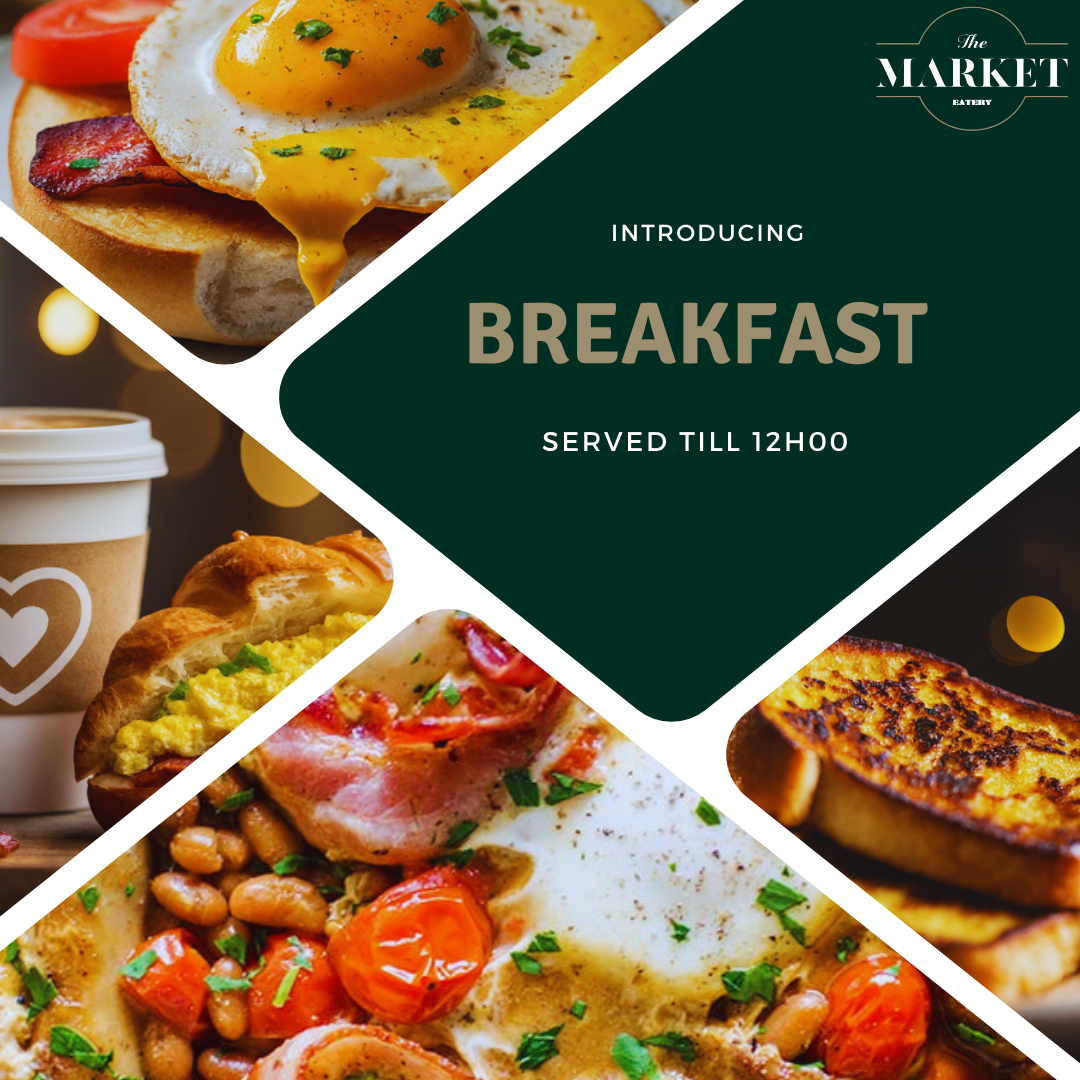 The
MARKET
EATERY
INTRODUCING
BREAKFAST
SERVED TILL 12H00